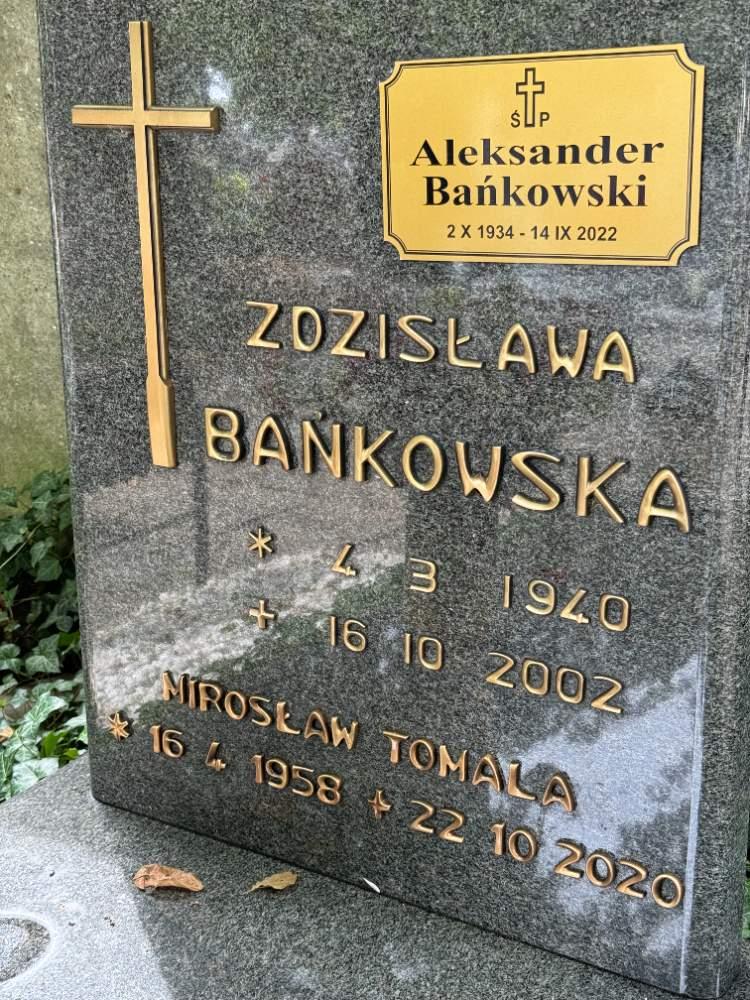 Ś P
Aleksander
Bańkowski
2 X 1934 - 14 IX 2022
ZDZISŁAWA
BAŃKOWSKA
* 4 3 1940
+ 16 10 2002
MIROSŁAW TOMALA
* 16 4 1958 + 22 10 2020